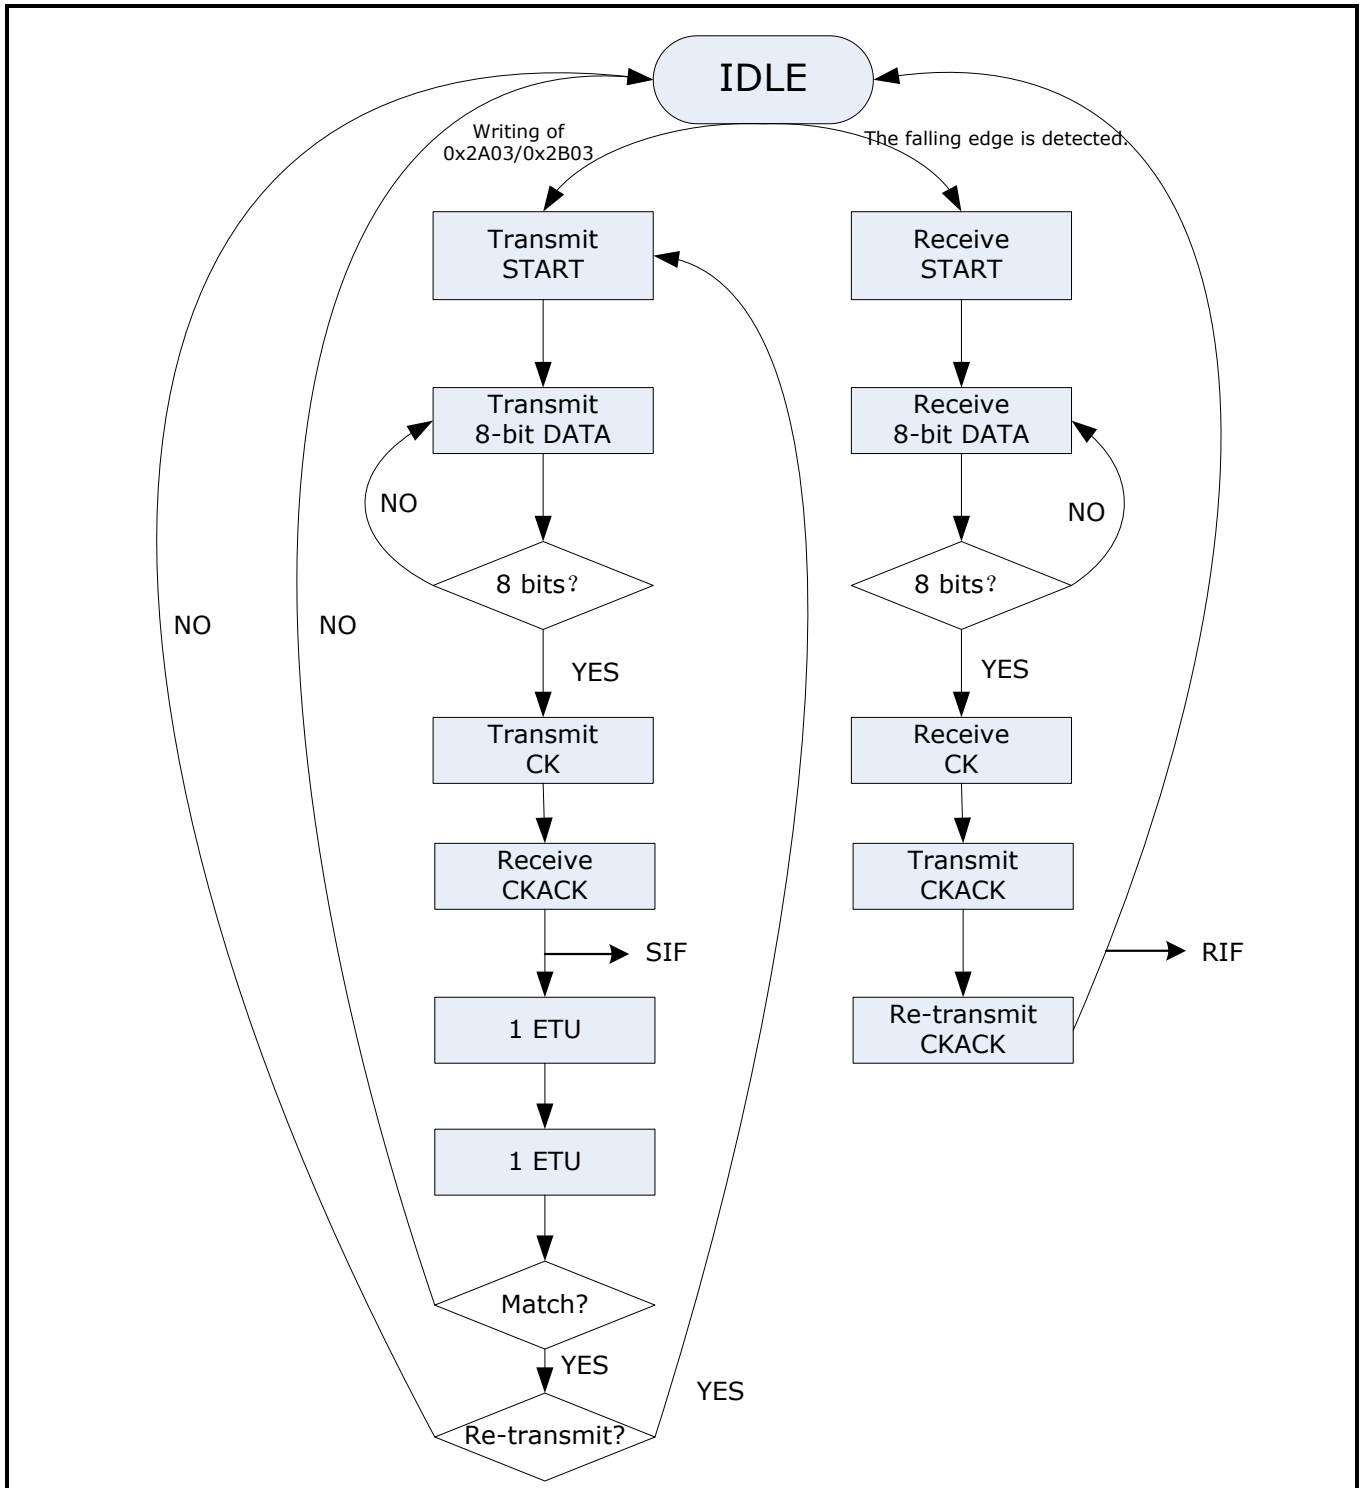 IDLE
Writing of
0x2A03/0x2B03
The falling edge is detected.
Transmit
START
Receive
START
Transmit
8-bit DATA
Receive
8-bit DATA
NO
NO
8 bits?
8 bits?
NO
NO
YES
YES
Transmit
CK
Receive
CK
Receive
CKACK
Transmit
CKACK
SIF
RIF
1 ETU
Re-transmit
CKACK
1 ETU
Match?
YES
YES
Re-transmit?